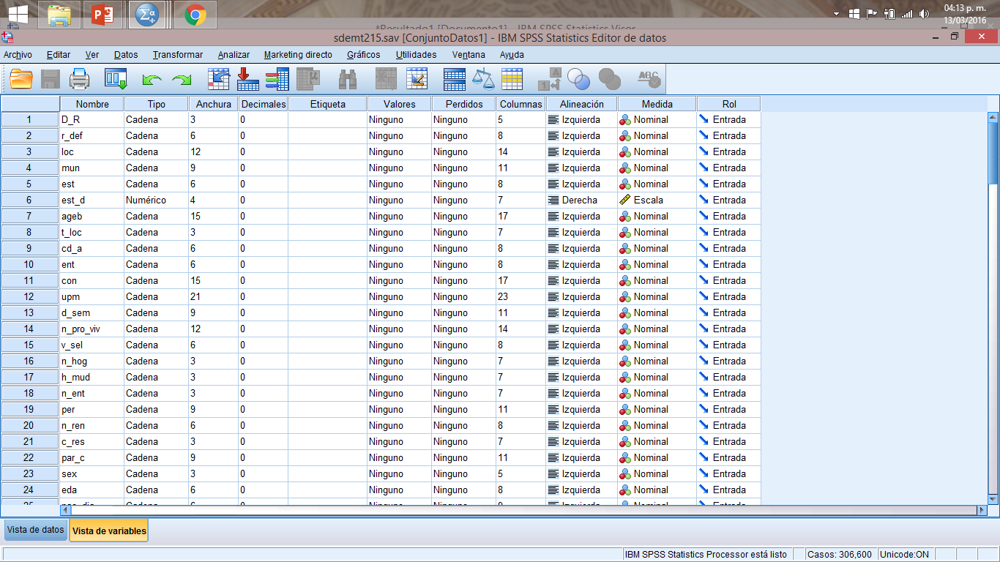 04:13 p. m.
13/03/2016
*Resultado1 [Documento1] - IBM SPSS Statistics Visor
sdemt215.sav [ConjuntoDatos1] - IBM SPSS Statistics Editor de datos
Archivo Editar Ver Datos Transformar Analizar Marketing directo Gráficos Utilidades Ventana Ayuda
Nombre Tipo Anchura Decimales Etiqueta Valores Perdidos Columnas Alineación Medida Rol
1 D_R Cadena 3 0 Ninguno Ninguno 5 Izquierda Nominal Entrada
2 r_def Cadena 6 0 Ninguno Ninguno 8 Izquierda Nominal Entrada
3 loc Cadena 12 0 Ninguno Ninguno 14 Izquierda Nominal Entrada
4 mun Cadena 9 0 Ninguno Ninguno 11 Izquierda Nominal Entrada
5 est Cadena 6 0 Ninguno Ninguno 8 Izquierda Nominal Entrada
6 est_d Numérico 4 0 Ninguno Ninguno 7 Derecha Escala Entrada
7 ageb Cadena 15 0 Ninguno Ninguno 17 Izquierda Nominal Entrada
8 t_loc Cadena 3 0 Ninguno Ninguno 7 Izquierda Nominal Entrada
9 cd_a Cadena 6 0 Ninguno Ninguno 8 Izquierda Nominal Entrada
10 ent Cadena 6 0 Ninguno Ninguno 8 Izquierda Nominal Entrada
11 con Cadena 15 0 Ninguno Ninguno 17 Izquierda Nominal Entrada
12 upm Cadena 21 0 Ninguno Ninguno 23 Izquierda Nominal Entrada
13 d_sem Cadena 9 0 Ninguno Ninguno 11 Izquierda Nominal Entrada
14 n_pro_viv Cadena 12 0 Ninguno Ninguno 14 Izquierda Nominal Entrada
15 v_sel Cadena 6 0 Ninguno Ninguno 8 Izquierda Nominal Entrada
16 n_hog Cadena 3 0 Ninguno Ninguno 7 Izquierda Nominal Entrada
17 h_mud Cadena 3 0 Ninguno Ninguno 7 Izquierda Nominal Entrada
18 n_ent Cadena 3 0 Ninguno Ninguno 7 Izquierda Nominal Entrada
19 per Cadena 9 0 Ninguno Ninguno 11 Izquierda Nominal Entrada
20 n_ren Cadena 6 0 Ninguno Ninguno 8 Izquierda Nominal Entrada
21 c_res Cadena 3 0 Ninguno Ninguno 7 Izquierda Nominal Entrada
22 par_c Cadena 9 0 Ninguno Ninguno 11 Izquierda Nominal Entrada
23 sex Cadena 3 0 Ninguno Ninguno 5 Izquierda Nominal Entrada
24 eda Cadena 6 0 Ninguno Ninguno 8 Izquierda Nominal Entrada
Vista de datos Vista de variables
IBM SPSS Statistics Processor está listo Casos: 306,600 Unicode:ON